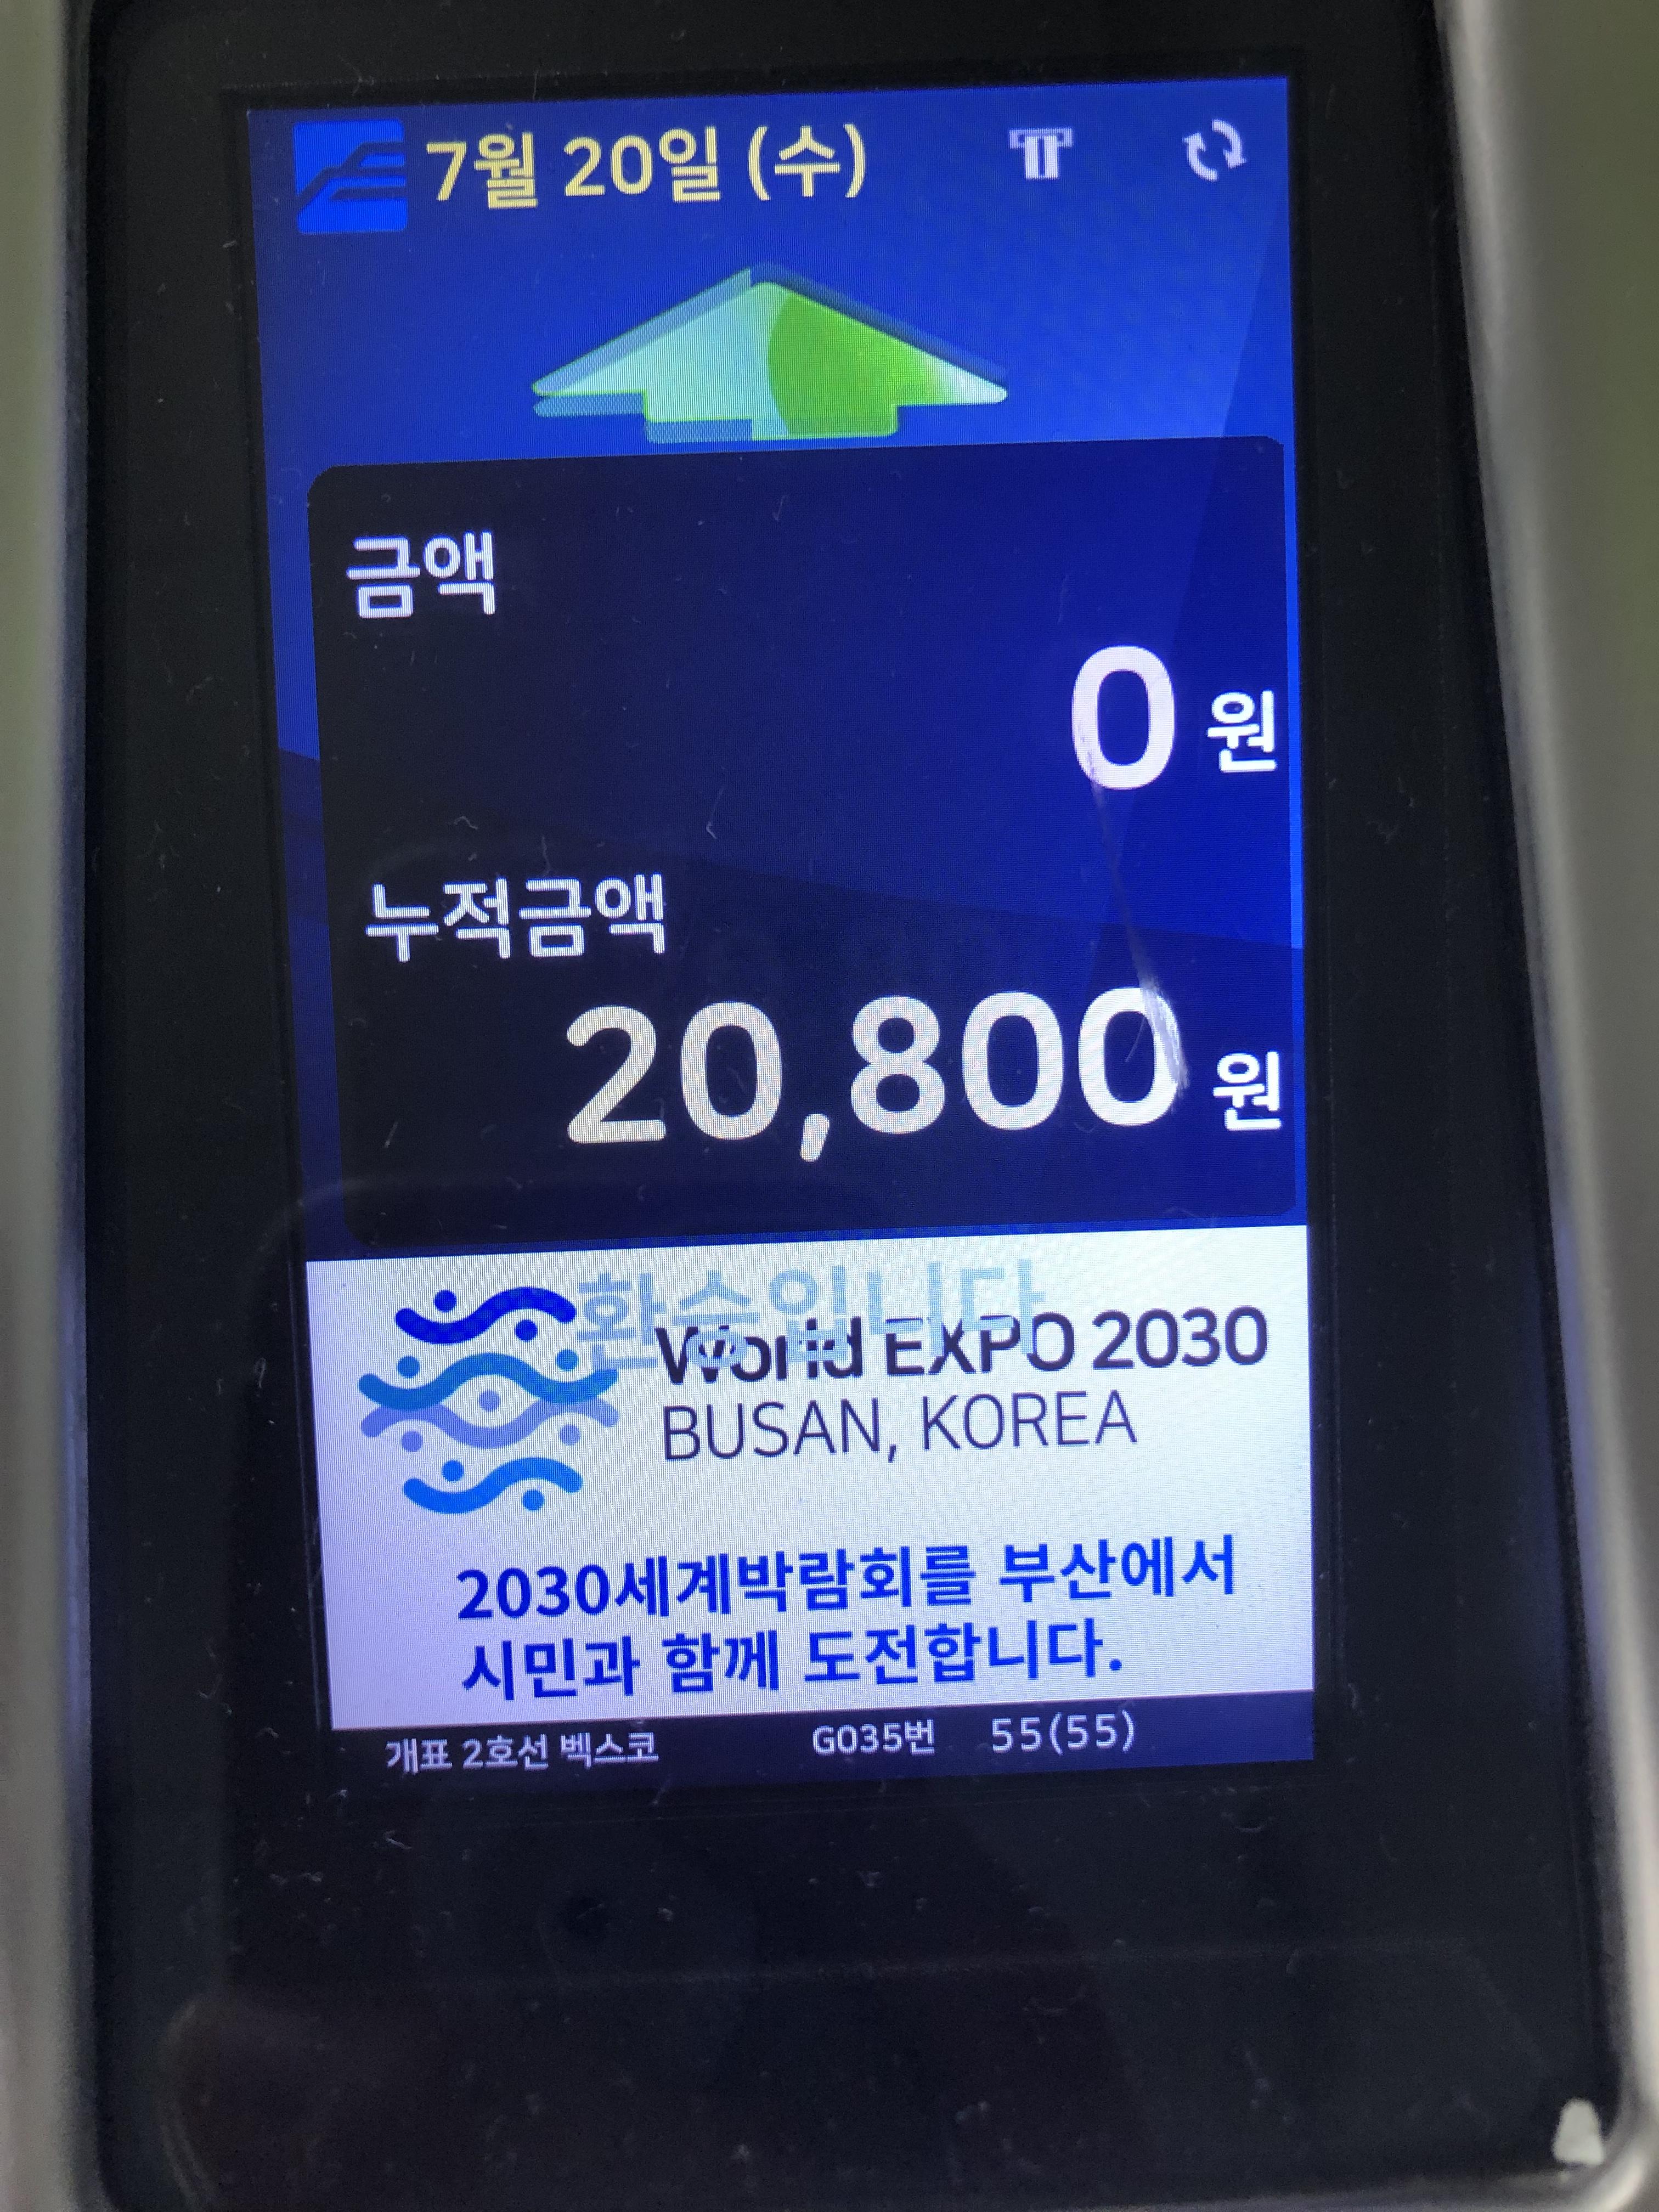 7월 20일 (수)
금액
0 원
누적금액
20,800 원
환승입니다
World EXPO 2030
BUSAN, KOREA
2030세계박람회를 부산에서
시민과 함께 도전합니다.
개표 2호선 벡스코 G035번 55(55)